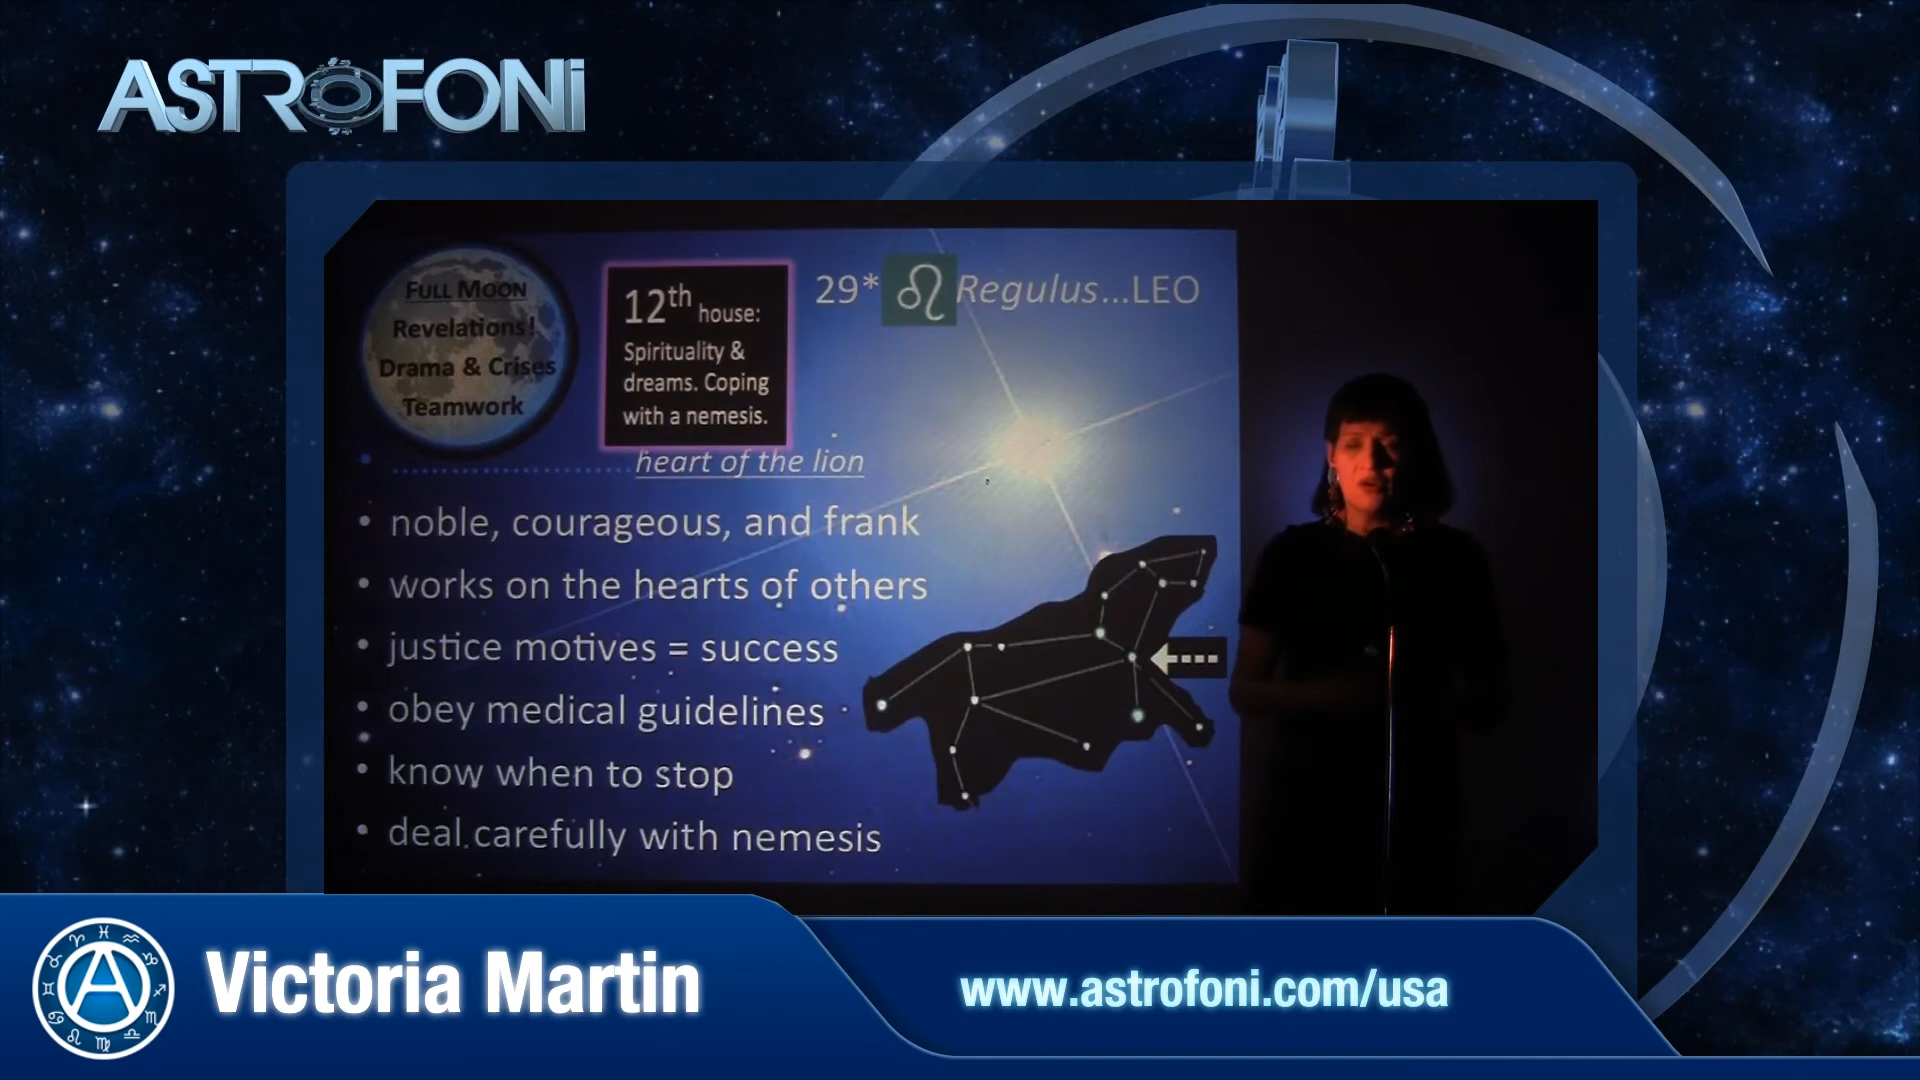 ASTROFONi
FULL MOON
Revelations!
Drama & Crises
Teamwork
12th house:
Spirituality &
dreams. Coping
with a nemesis.
29* ♌ Regulus...LEO
• ....................heart of the lion
• noble, courageous, and frank
• works on the hearts of others
• justice motives = success
• obey medical guidelines
• know when to stop
• deal carefully with nemesis
Victoria Martin
www.astrofoni.com/usa